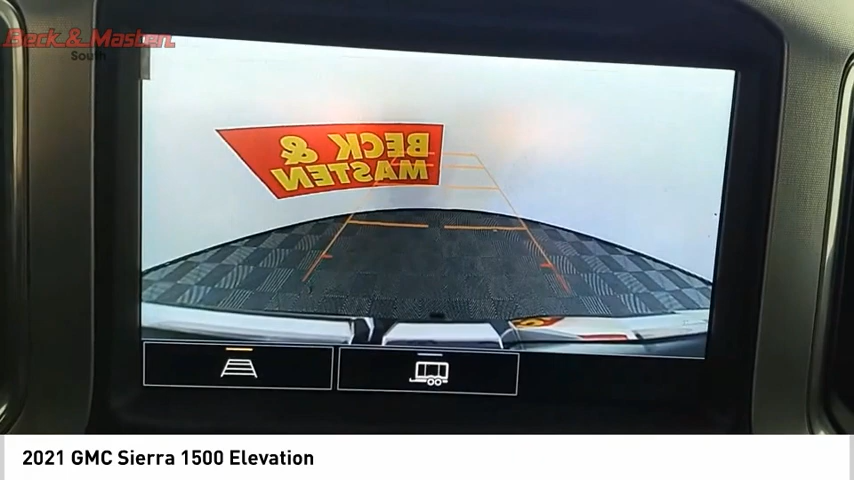 Beck & Masten
South
BECK &
MASTEN
2021 GMC Sierra 1500 Elevation